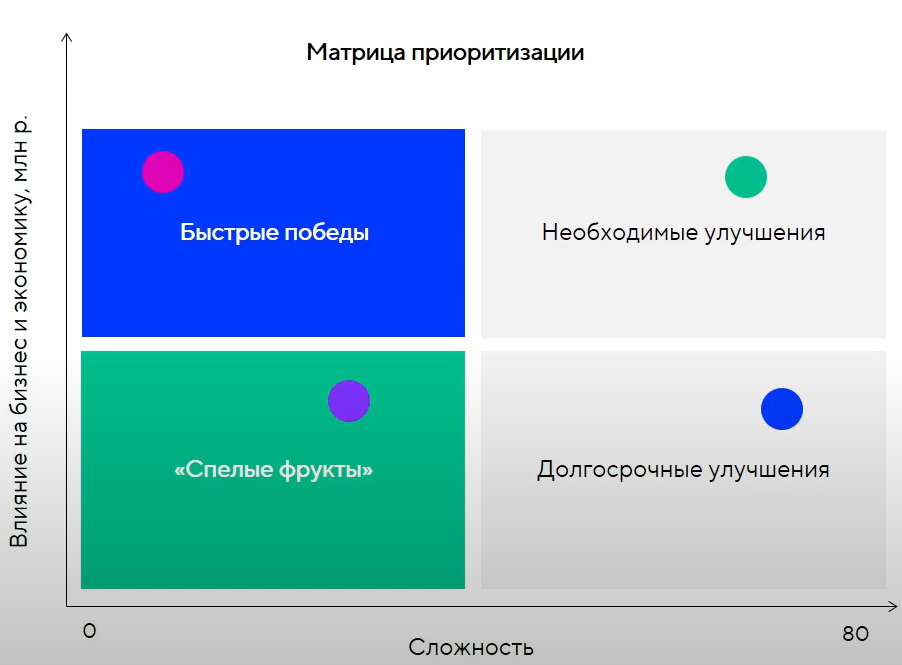 Матрица приоритизации
Влияние на бизнес и экономику, млн р.
Быстрые победы
Необходимые улучшения
«Спелые фрукты»
Долгосрочные улучшения
0
80
Сложность